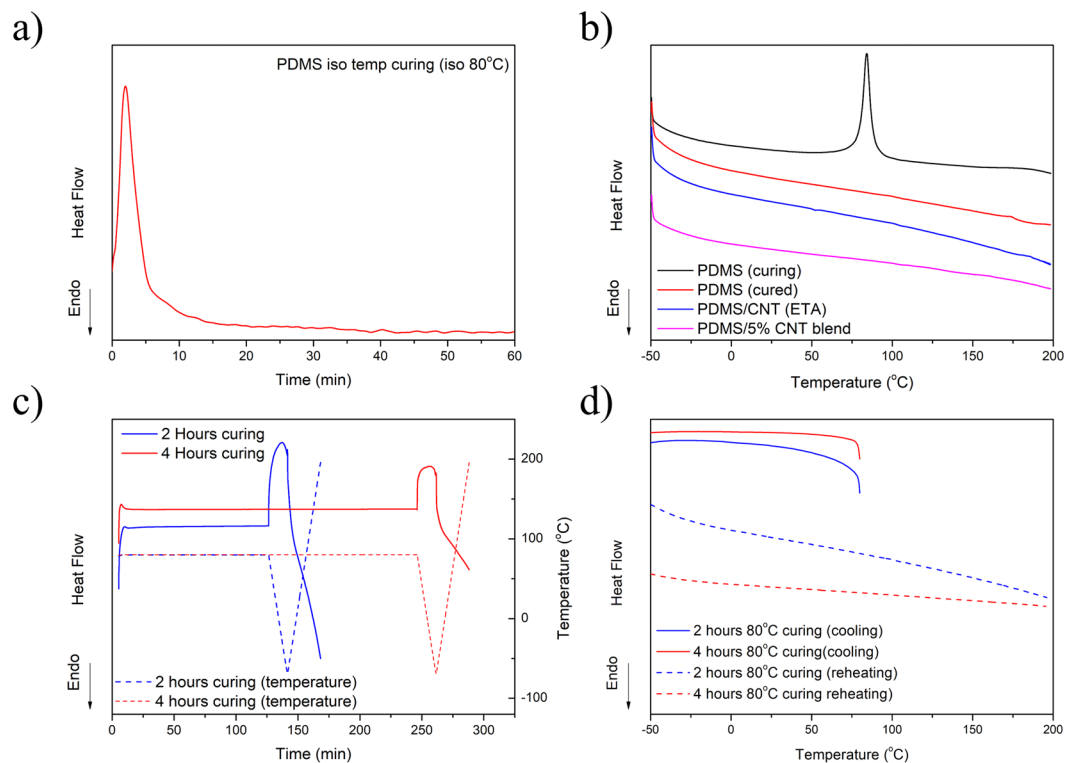 a)
PDMS iso temp curing (iso 80°C)
Heat Flow
Endo
0 10 20 30 40 50 60
Time (min)
b)
Heat Flow
Endo
PDMS (curing)
PDMS (cured)
PDMS/CNT (ETA)
PDMS/5% CNT blend
-50 0 50 100 150 200
Temperature (°C)
c)
2 Hours curing
4 Hours curing
Heat Flow
Endo
2 hours curing (temperature)
4 hours curing (temperature)
200
100
0
-100
Temperature (°C)
0 50 100 150 200 250 300
Time (min)
d)
Heat Flow
Endo
2 hours 80°C curing (cooling)
4 hours 80°C curing(cooling)
2 hours 80°C curing (reheating)
4 hours 80°C curing reheating)
-50 0 50 100 150 200
Temperature (°C)